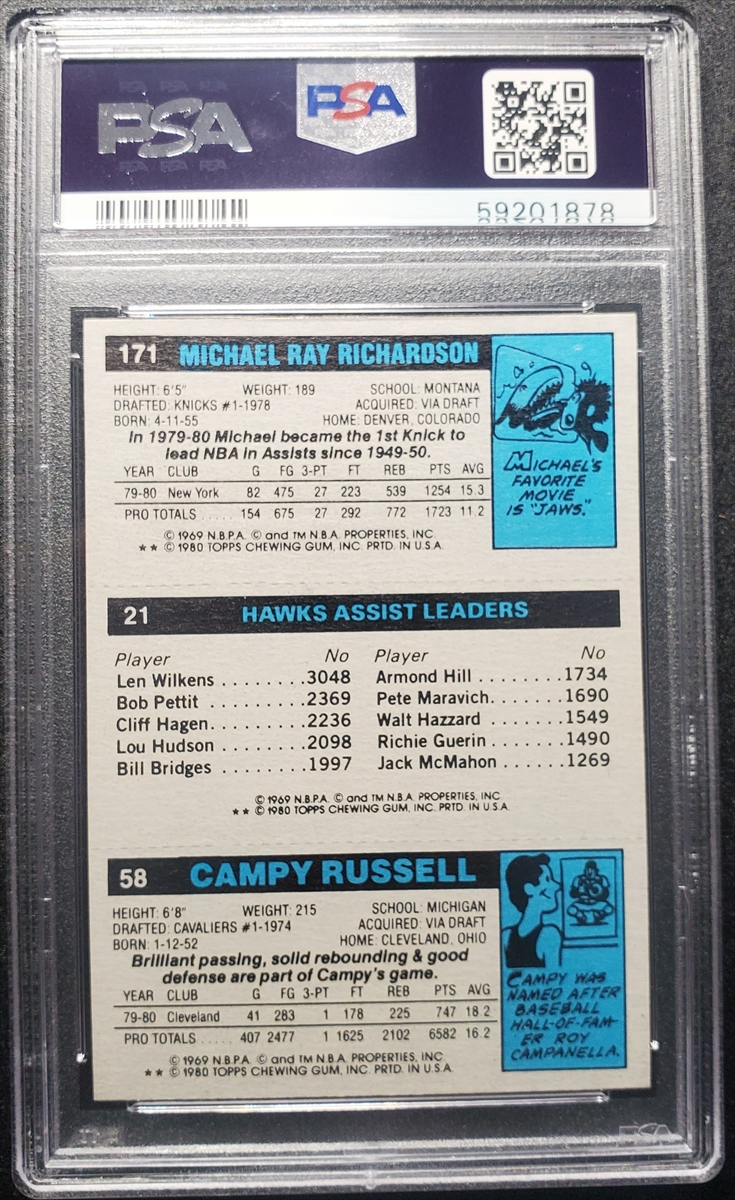 PSA
PSA
59201878
171 MICHAEL RAY RICHARDSON
HEIGHT: 6'5" WEIGHT: 189 SCHOOL: MONTANA
DRAFTED: KNICKS #1-1978 ACQUIRED: VIA DRAFT
BORN: 4-11-55 HOME: DENVER, COLORADO
In 1979-80 Michael became the 1st Knick to
lead NBA in Assists since 1949-50.
YEAR CLUB G FG 3-PT FT REB PTS AVG
79-80 New York 82 475 27 223 539 1254 15.3
PRO TOTALS ..... 154 675 27 292 772 1723 11.2
© 1969 N.B.P.A. © and TM N.B.A. PROPERTIES, INC.
** © 1980 TOPPS CHEWING GUM, INC. PRTD. IN U.S.A.
MICHAEL'S
FAVORITE
MOVIE
IS "JAWS."
21 HAWKS ASSIST LEADERS
Player No Player No
Len Wilkens ........3048 Armond Hill ........1734
Bob Pettit ..........2369 Pete Maravich.......1690
Cliff Hagen.........2236 Walt Hazzard .......1549
Lou Hudson ........2098 Richie Guerin .......1490
Bill Bridges ........1997 Jack McMahon ......1269
© 1969 N.B.P.A. © and TM N.B.A. PROPERTIES, INC.
** © 1980 TOPPS CHEWING GUM, INC. PRTD. IN U.S.A.
58 CAMPY RUSSELL
HEIGHT: 6'8" WEIGHT: 215 SCHOOL: MICHIGAN
DRAFTED: CAVALIERS #1-1974 ACQUIRED: VIA DRAFT
BORN: 1-12-52 HOME: CLEVELAND, OHIO
Brilliant passing, solid rebounding & good
defense are part of Campy's game.
YEAR CLUB G FG 3-PT FT REB PTS AVG
79-80 Cleveland 41 283 1 178 225 747 18.2
PRO TOTALS ..... 407 2477 1 1625 2102 6582 16.2
© 1969 N.B.P.A. © and TM N.B.A. PROPERTIES, INC.
** © 1980 TOPPS CHEWING GUM, INC. PRTD. IN U.S.A.
CAMPY WAS
NAMED AFTER
BASEBALL
HALL-OF-FAM-
ER ROY
CAMPANELLA.
PSA